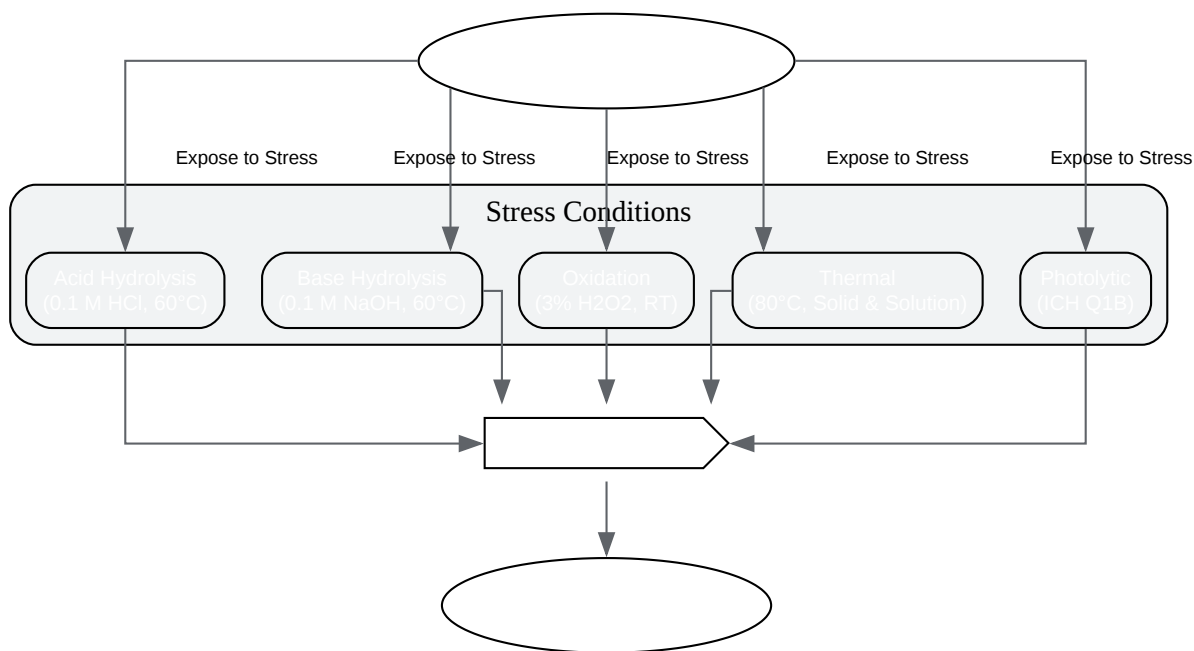 Expose to Stress
Expose to Stress
Expose to Stress
Expose to Stress
Expose to Stress
Stress Conditions
Acid Hydrolysis
(0.1 M HCl, 60°C)
Base Hydrolysis
(0.1 M NaOH, 60°C)
Oxidation
(3% H2O2, RT)
Thermal
(80°C, Solid & Solution)
Photolytic
(ICH Q1B)